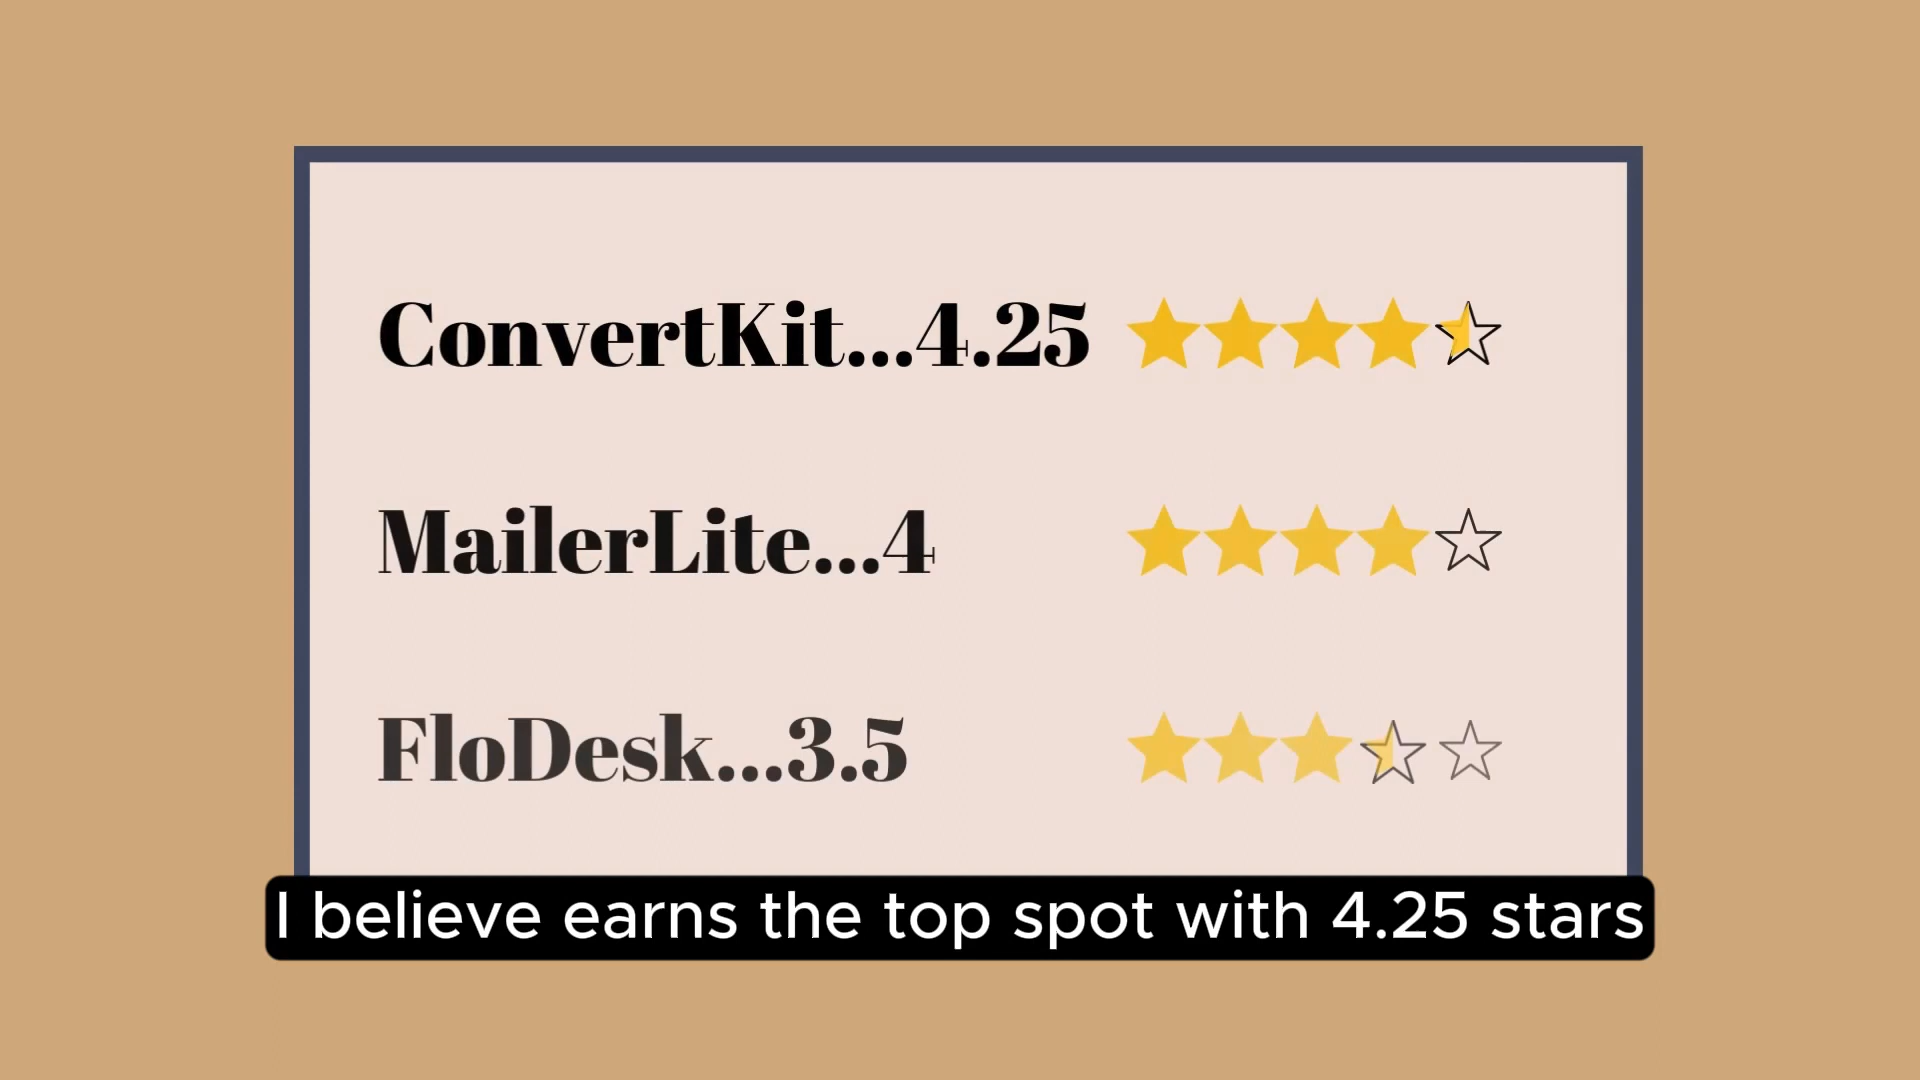 ConvertKit...4.25
MailerLite...4
FloDesk...3.5
I believe earns the top spot with 4.25 stars